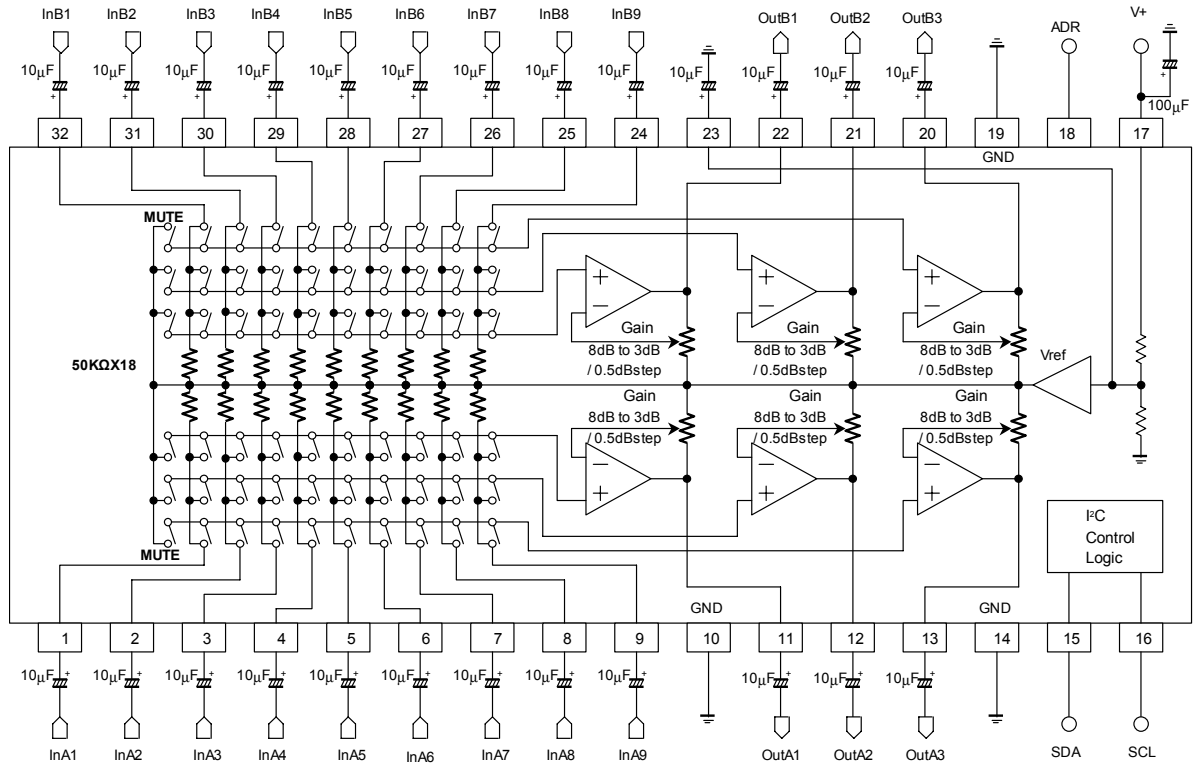 InB1 InB2 InB3 InB4 InB5 InB6 InB7 InB8 InB9 OutB1 OutB2 OutB3 ADR V+
10μF 10μF 10μF 10μF 10μF 10μF 10μF 10μF 10μF 10μF 10μF 10μF 10μF
+ + + + + + + + + + + + + +
100μF
32 31 30 29 28 27 26 25 24 23 22 21 20 19 18 17
GND
MUTE
+ + +
− − −
Gain Gain Gain
8dB to 3dB 8dB to 3dB 8dB to 3dB
/ 0.5dBstep / 0.5dBstep / 0.5dBstep
Vref
50KΩX18
Gain Gain Gain
8dB to 3dB 8dB to 3dB 8dB to 3dB
/ 0.5dBstep / 0.5dBstep / 0.5dBstep
− − −
+ + +
I²C
Control
Logic
MUTE
GND GND
1 2 3 4 5 6 7 8 9 10 11 12 13 14 15 16
10μF + 10μF + 10μF + 10μF + 10μF + 10μF + 10μF + 10μF + 10μF + 10μF + 10μF + 10μF +
InA1 InA2 InA3 InA4 InA5 InA6 InA7 InA8 InA9 OutA1 OutA2 OutA3 SDA SCL